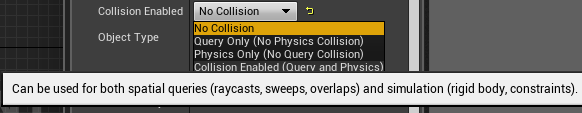 Collision Enabled No Collision
No Collision
Object Type Query Only (No Physics Collision)
Physics Only (No Query Collision)
Collision Enabled (Query and Physics)
Can be used for both spatial queries (raycasts, sweeps, overlaps) and simulation (rigid body, constraints).